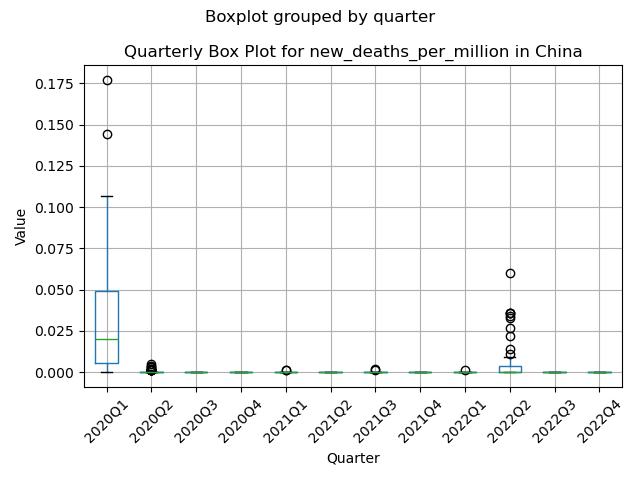 Boxplot grouped by quarter
Quarterly Box Plot for new_deaths_per_million in China
0.175
0.150
0.125
0.100
0.075
0.050
0.025
0.000
Value
2020Q1
2020Q2
2020Q3
2020Q4
2021Q1
2021Q2
2021Q3
2021Q4
2022Q1
2022Q2
2022Q3
2022Q4
Quarter